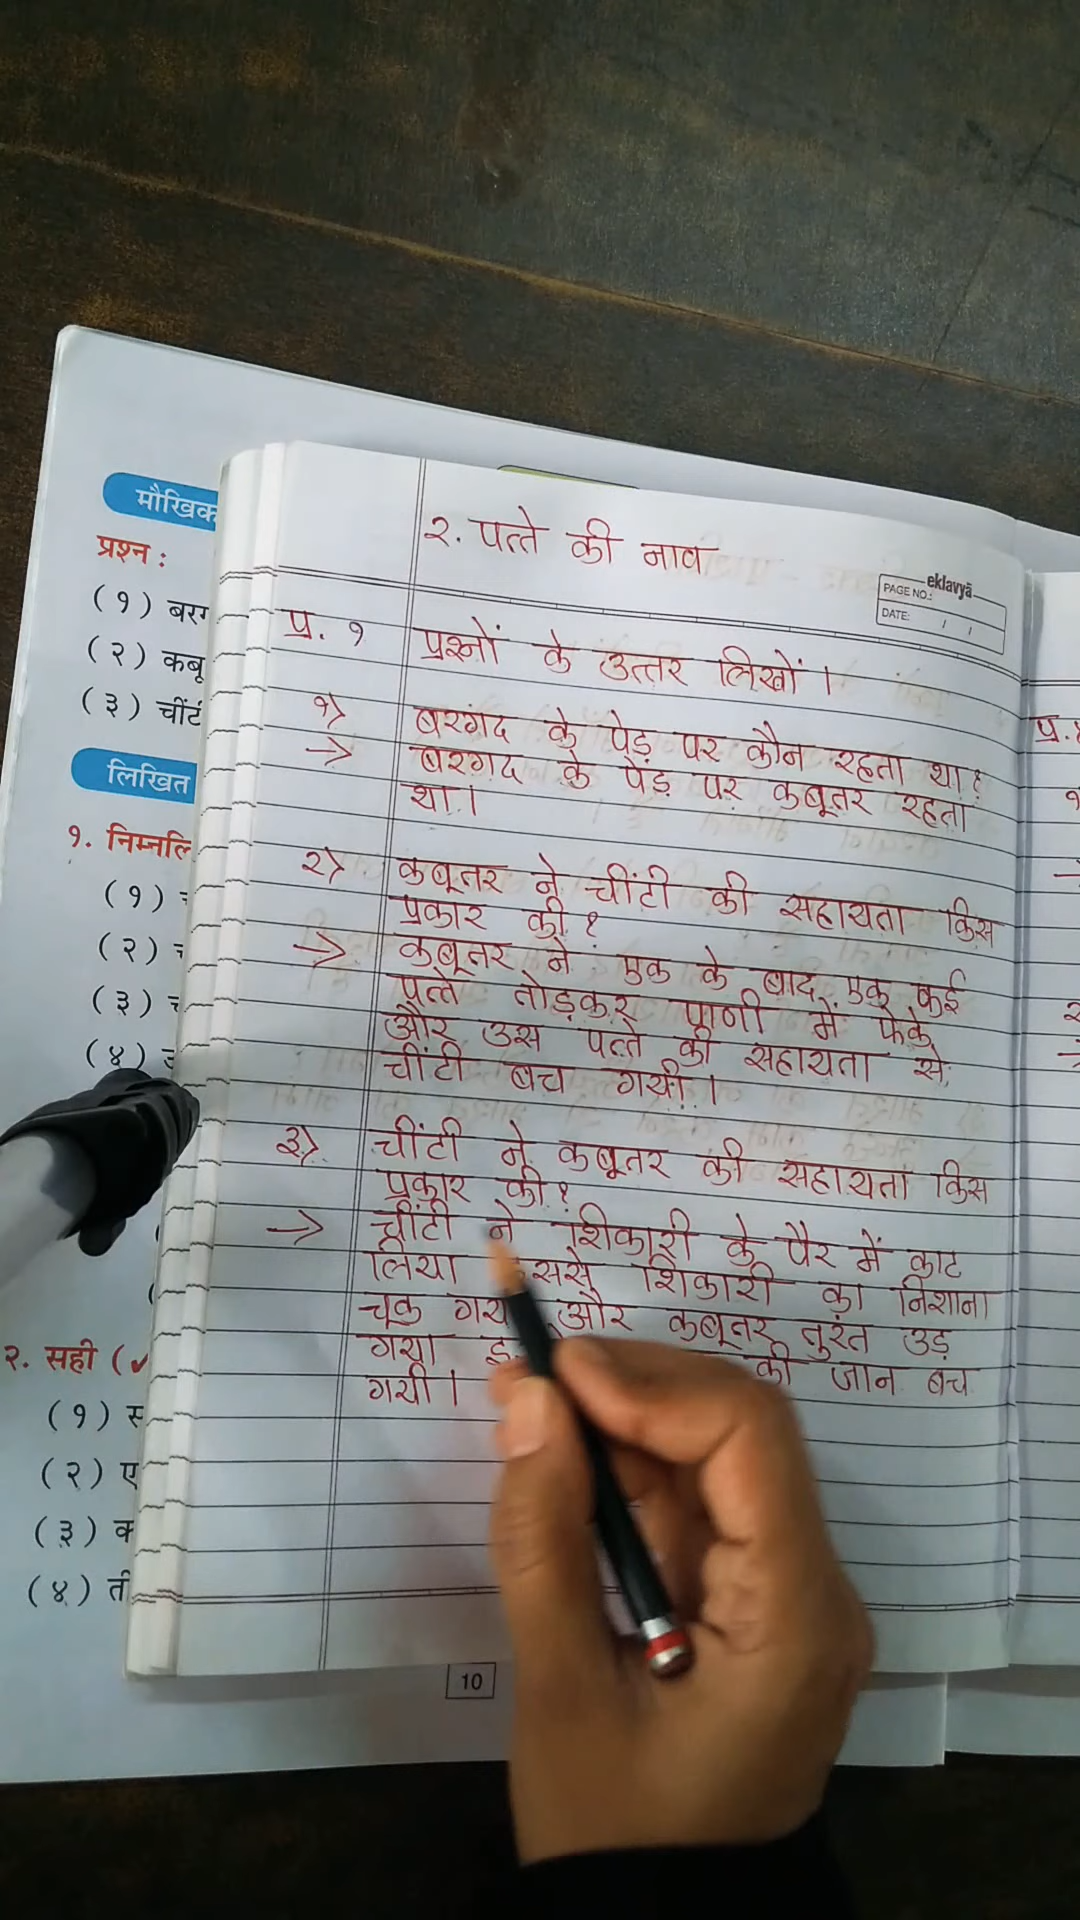 मौखिक
प्रश्न :
(१) बरग
(२) कबू
(३) चींट
लिखित
१. निम्नलि
(१)
(२)
(३)
(४)
२. सही (✓
(१) स
(२) ए
(३) क
(४) ती
२. पत्ते की नाव
eklavyā
PAGE NO.:
DATE: / /
प्र. १ प्रश्नों के उत्तर लिखों ।
१> बरगद के पेड़ पर कौन रहता था ?
→ बरगद के पेड़ पर कबूतर रहता
था ।
२> कबूतर ने चींटी की सहायता किस
प्रकार की ?
→ कबूतर ने एक के बाद एक कई
पत्ते तोड़कर पाणी में फेके
और उस पत्ते की सहायता से
चींटी बच गयी ।
३> चींटी ने कबूतर की सहायता किस
प्रकार की ?
→ चींटी ने शिकारी के पैर में काट
लिया शिकारी का निशाना
चूक और कबूतर तुरंत उड़
गया की जान बच
गयी ।
10
प्र.